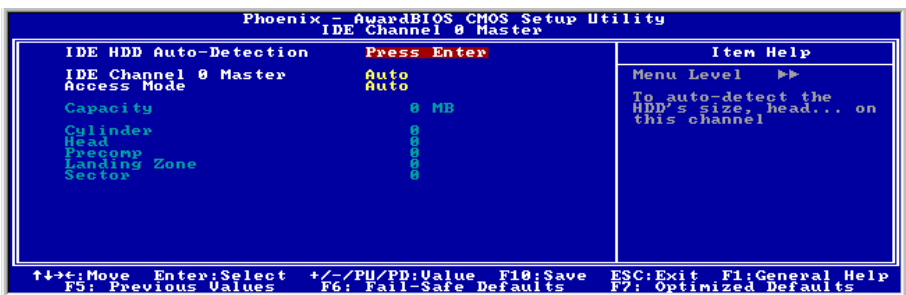 Phoenix - AwardBIOS CMOS Setup Utility
IDE Channel 0 Master
IDE HDD Auto-Detection Press Enter
Item Help
IDE Channel 0 Master Auto
Access Mode Auto
Capacity 0 MB
Cylinder 0
Head 0
Precomp 0
Landing Zone 0
Sector 0
Menu Level ▶▶
To auto-detect the
HDD's size, head... on
this channel
↑↓→←:Move Enter:Select +/-/PU/PD:Value F10:Save ESC:Exit F1:General Help
F5: Previous Values F6: Fail-Safe Defaults F7: Optimized Defaults